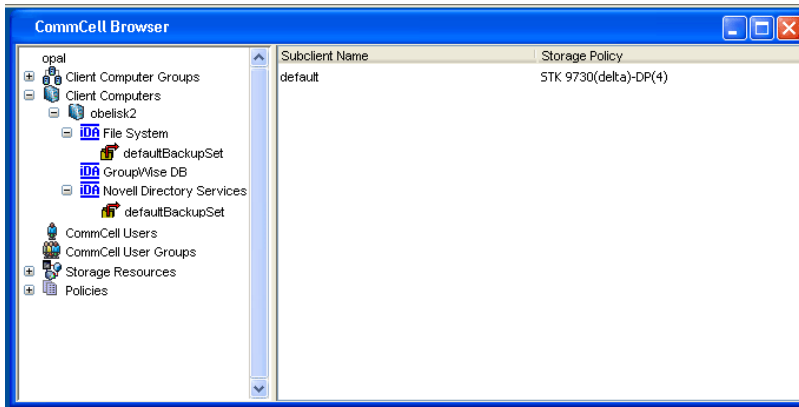 CommCell Browser
opal
Client Computer Groups
Client Computers
obelisk2
iDA File System
defaultBackupSet
iDA GroupWise DB
iDA Novell Directory Services
defaultBackupSet
CommCell Users
CommCell User Groups
Storage Resources
Policies
Subclient Name Storage Policy
default STK 9730(delta)-DP(4)